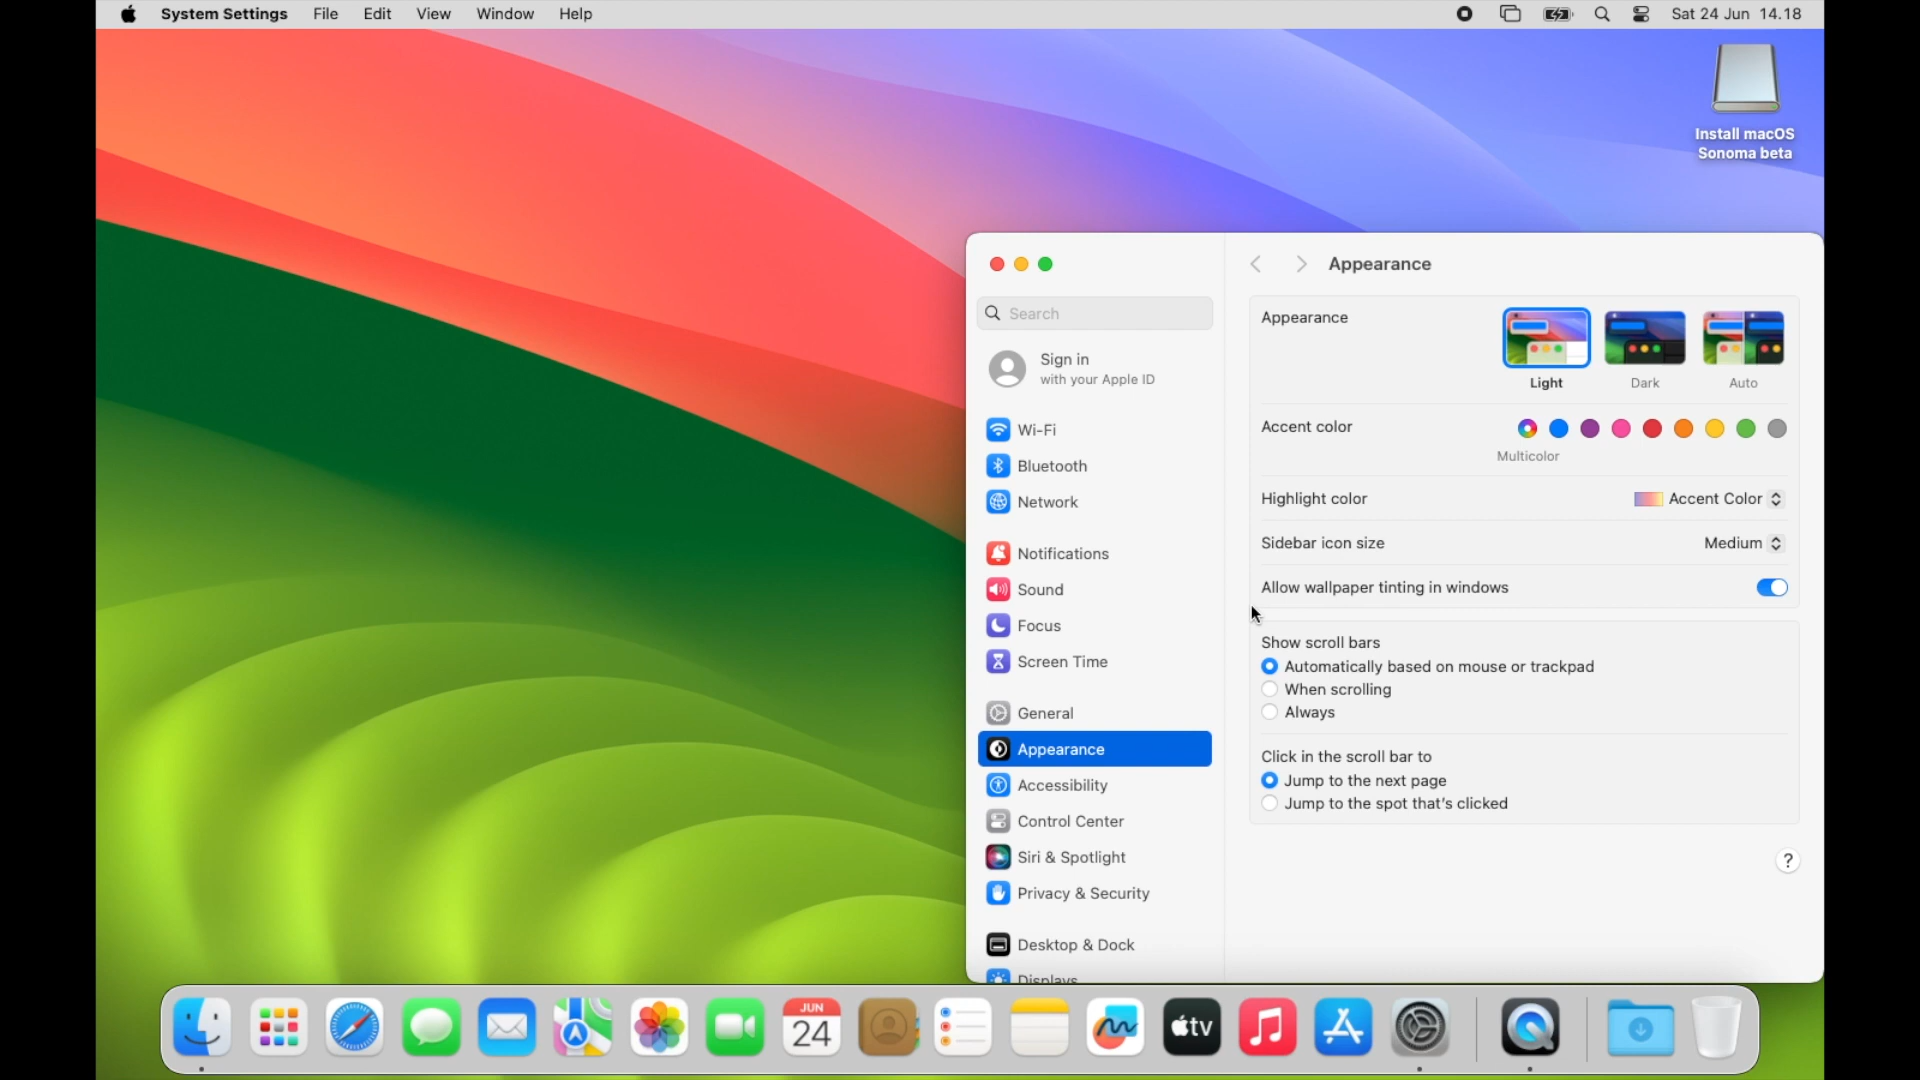 System Settings File Edit View Window Help Sat 24 Jun 14.18
Install macOS
Sonoma beta
Search
Sign in
with your Apple ID
Wi-Fi
Bluetooth
Network
Notifications
Sound
Focus
Screen Time
General
Appearance
Accessibility
Control Center
Siri & Spotlight
Privacy & Security
Desktop & Dock
Displays
Appearance
Appearance
Light Dark Auto
Accent color
Multicolor
Highlight color Accent Color
Sidebar icon size Medium
Allow wallpaper tinting in windows
Show scroll bars
Automatically based on mouse or trackpad
When scrolling
Always
Click in the scroll bar to
Jump to the next page
Jump to the spot that's clicked
?
JUN
24
tv